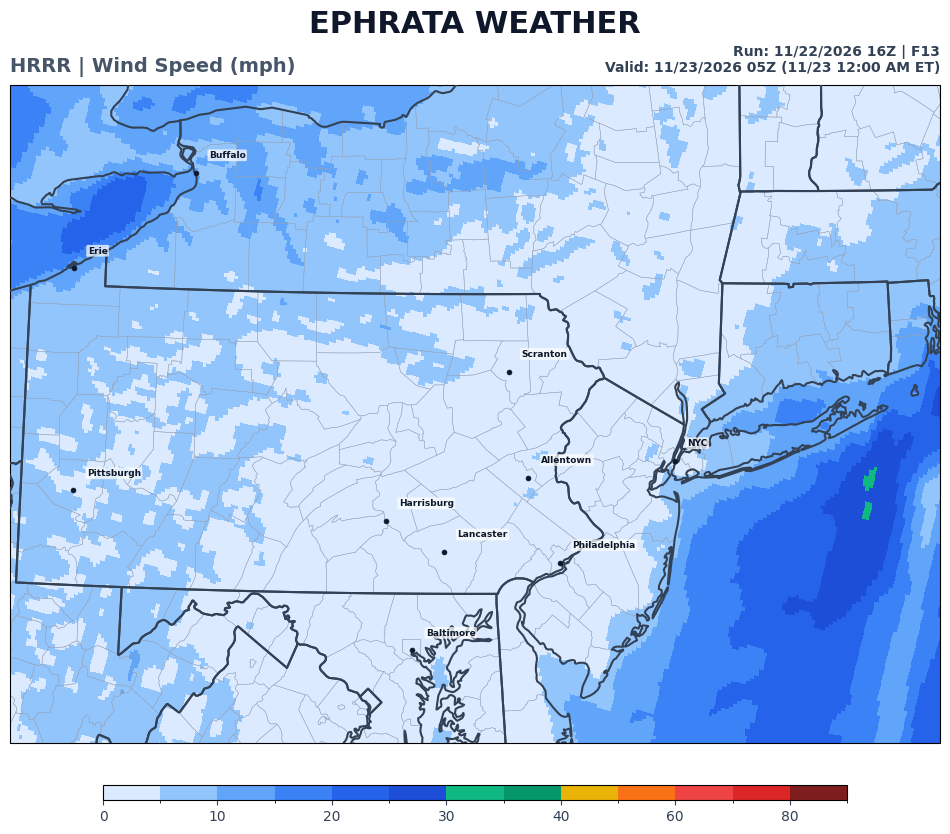 EPHRATA WEATHER
HRRR | Wind Speed (mph)
Run: 11/22/2026 16Z | F13
Valid: 11/23/2026 05Z (11/23 12:00 AM ET)
Buffalo
Erie
Scranton
NYC
Allentown
Pittsburgh
Harrisburg
Lancaster
Philadelphia
Baltimore
0 10 20 30 40 50 60 70 80